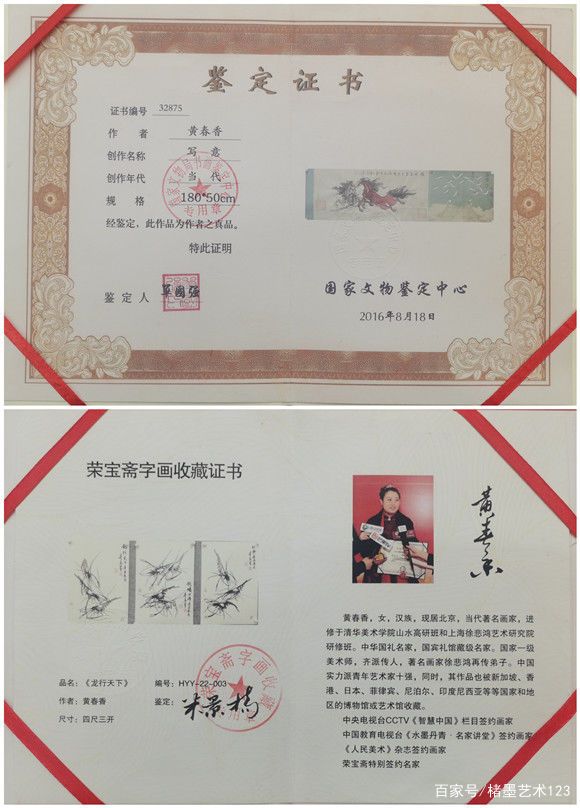 鉴定证书
证书编号 32875
作者 黄春香
创作名称 写意
创作年代 当代
规格 180*50cm
经鉴定，此作品为作者之真品。
特此证明
鉴定人
专用章
国家文物鉴定中心
2016年8月18日
荣宝斋字画收藏证书
品名：《龙行天下》 编号：HYY-22-003
作者：黄春香 鉴定：米景扬
尺寸：四尺三开
荣宝斋字画收藏
专用章
黄春香
黄春香，女，汉族，现居北京，当代著名画家，进
修于清华美术学院山水高研班和上海徐悲鸿艺术研究院
研修班。中华国礼名家，国宾礼馆藏级名家。国家一级
美术师，齐派传人，著名画家徐悲鸿再传弟子。中国
实力派青年艺术家十强，同时，其作品也被新加坡、香
港、日本、菲律宾、尼泊尔、印度尼西亚等等国家和地
区的博物馆或艺术馆收藏。
中央电视台CCTV《智慧中国》栏目签约画家
中国教育电视台《水墨丹青·名家讲堂》签约画家
《人民美术》杂志签约画家
荣宝斋特别签约名家
百家号/楮墨艺术123